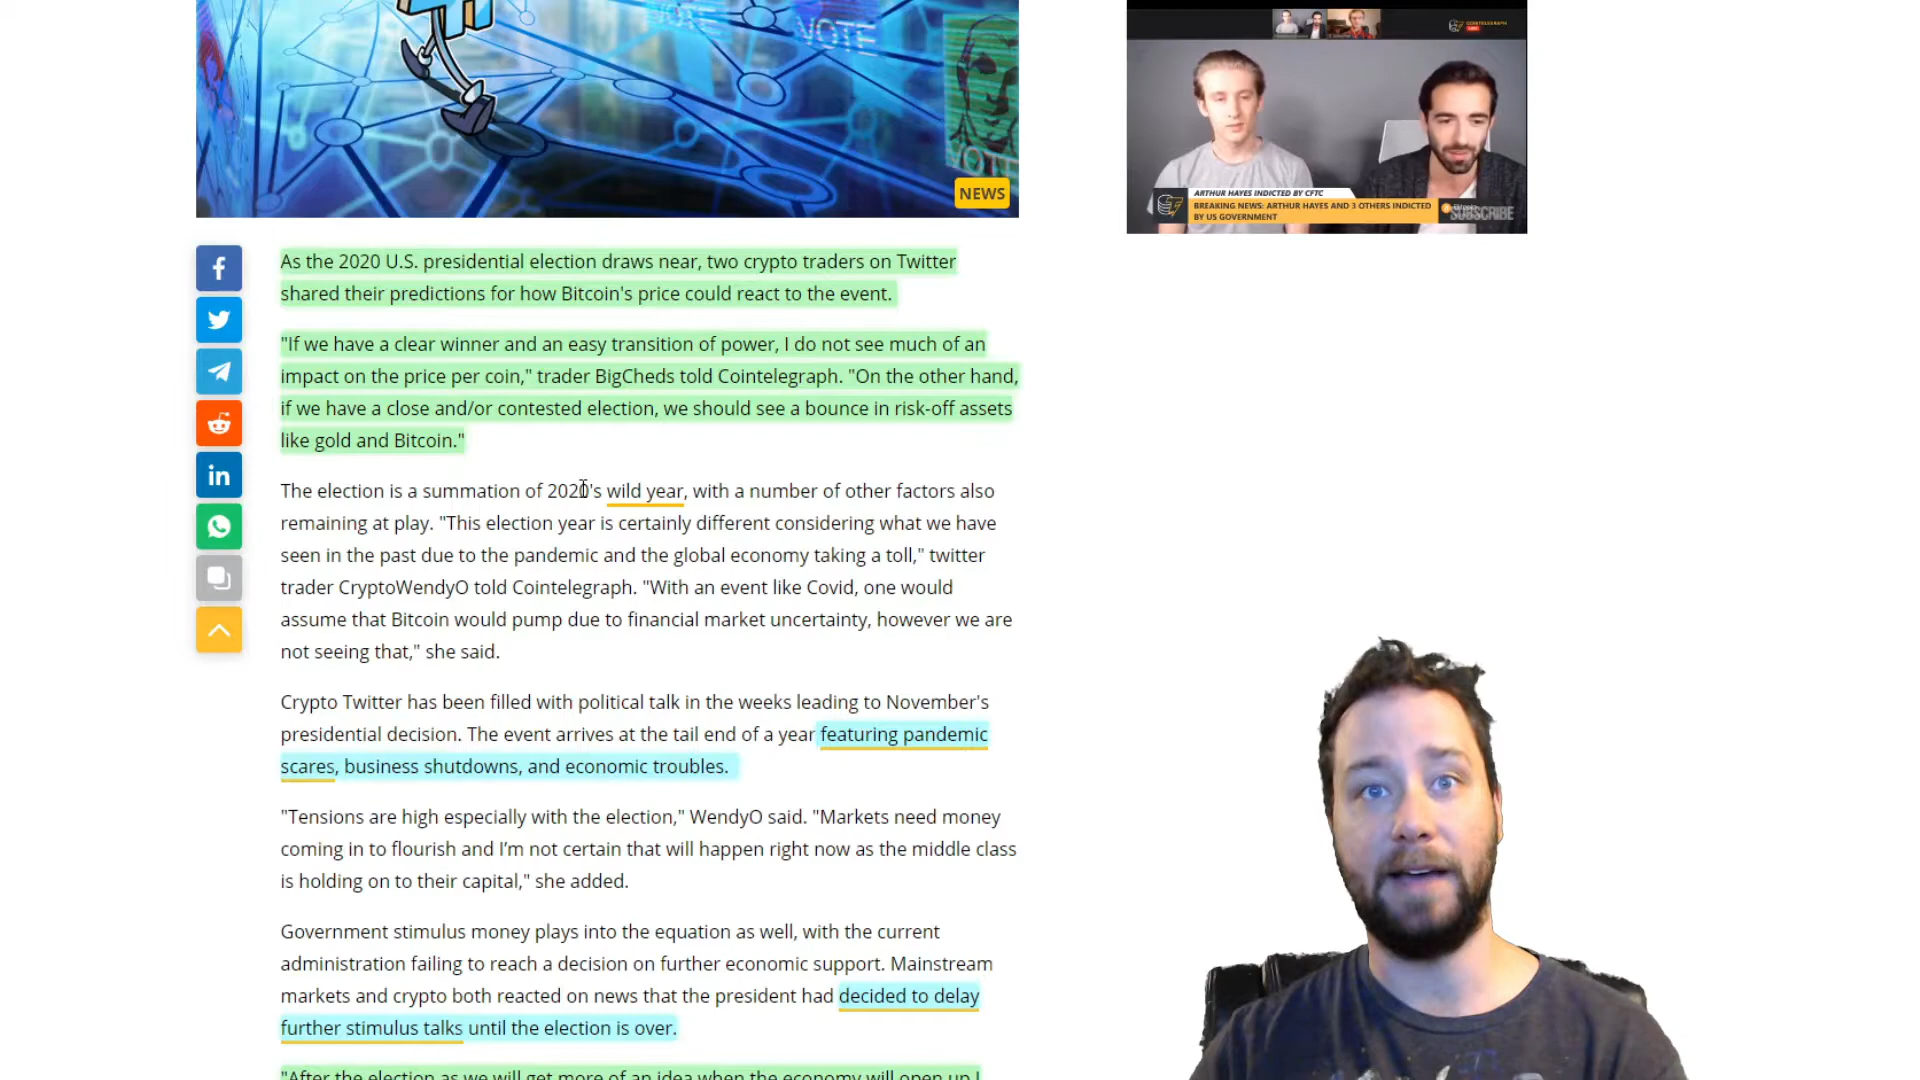 VOTE
VOTE
VOTE
NEWS
COINTELEGRAPH
LIVE
ARTHUR HAYES INDICTED BY CFTC
BREAKING NEWS: ARTHUR HAYES AND 3 OTHERS INDICTED
BY US GOVERNMENT
SUBSCRIBE
As the 2020 U.S. presidential election draws near, two crypto traders on Twitter
shared their predictions for how Bitcoin's price could react to the event.
"If we have a clear winner and an easy transition of power, I do not see much of an
impact on the price per coin," trader BigCheds told Cointelegraph. "On the other hand,
if we have a close and/or contested election, we should see a bounce in risk-off assets
like gold and Bitcoin."
The election is a summation of 2020's wild year, with a number of other factors also
remaining at play. "This election year is certainly different considering what we have
seen in the past due to the pandemic and the global economy taking a toll," twitter
trader CryptoWendyO told Cointelegraph. "With an event like Covid, one would
assume that Bitcoin would pump due to financial market uncertainty, however we are
not seeing that," she said.
Crypto Twitter has been filled with political talk in the weeks leading to November's
presidential decision. The event arrives at the tail end of a year featuring pandemic
scares, business shutdowns, and economic troubles.
"Tensions are high especially with the election," WendyO said. "Markets need money
coming in to flourish and I'm not certain that will happen right now as the middle class
is holding on to their capital," she added.
Government stimulus money plays into the equation as well, with the current
administration failing to reach a decision on further economic support. Mainstream
markets and crypto both reacted on news that the president had decided to delay
further stimulus talks until the election is over.
"After the election as we will get more of an idea when the economy will open up I